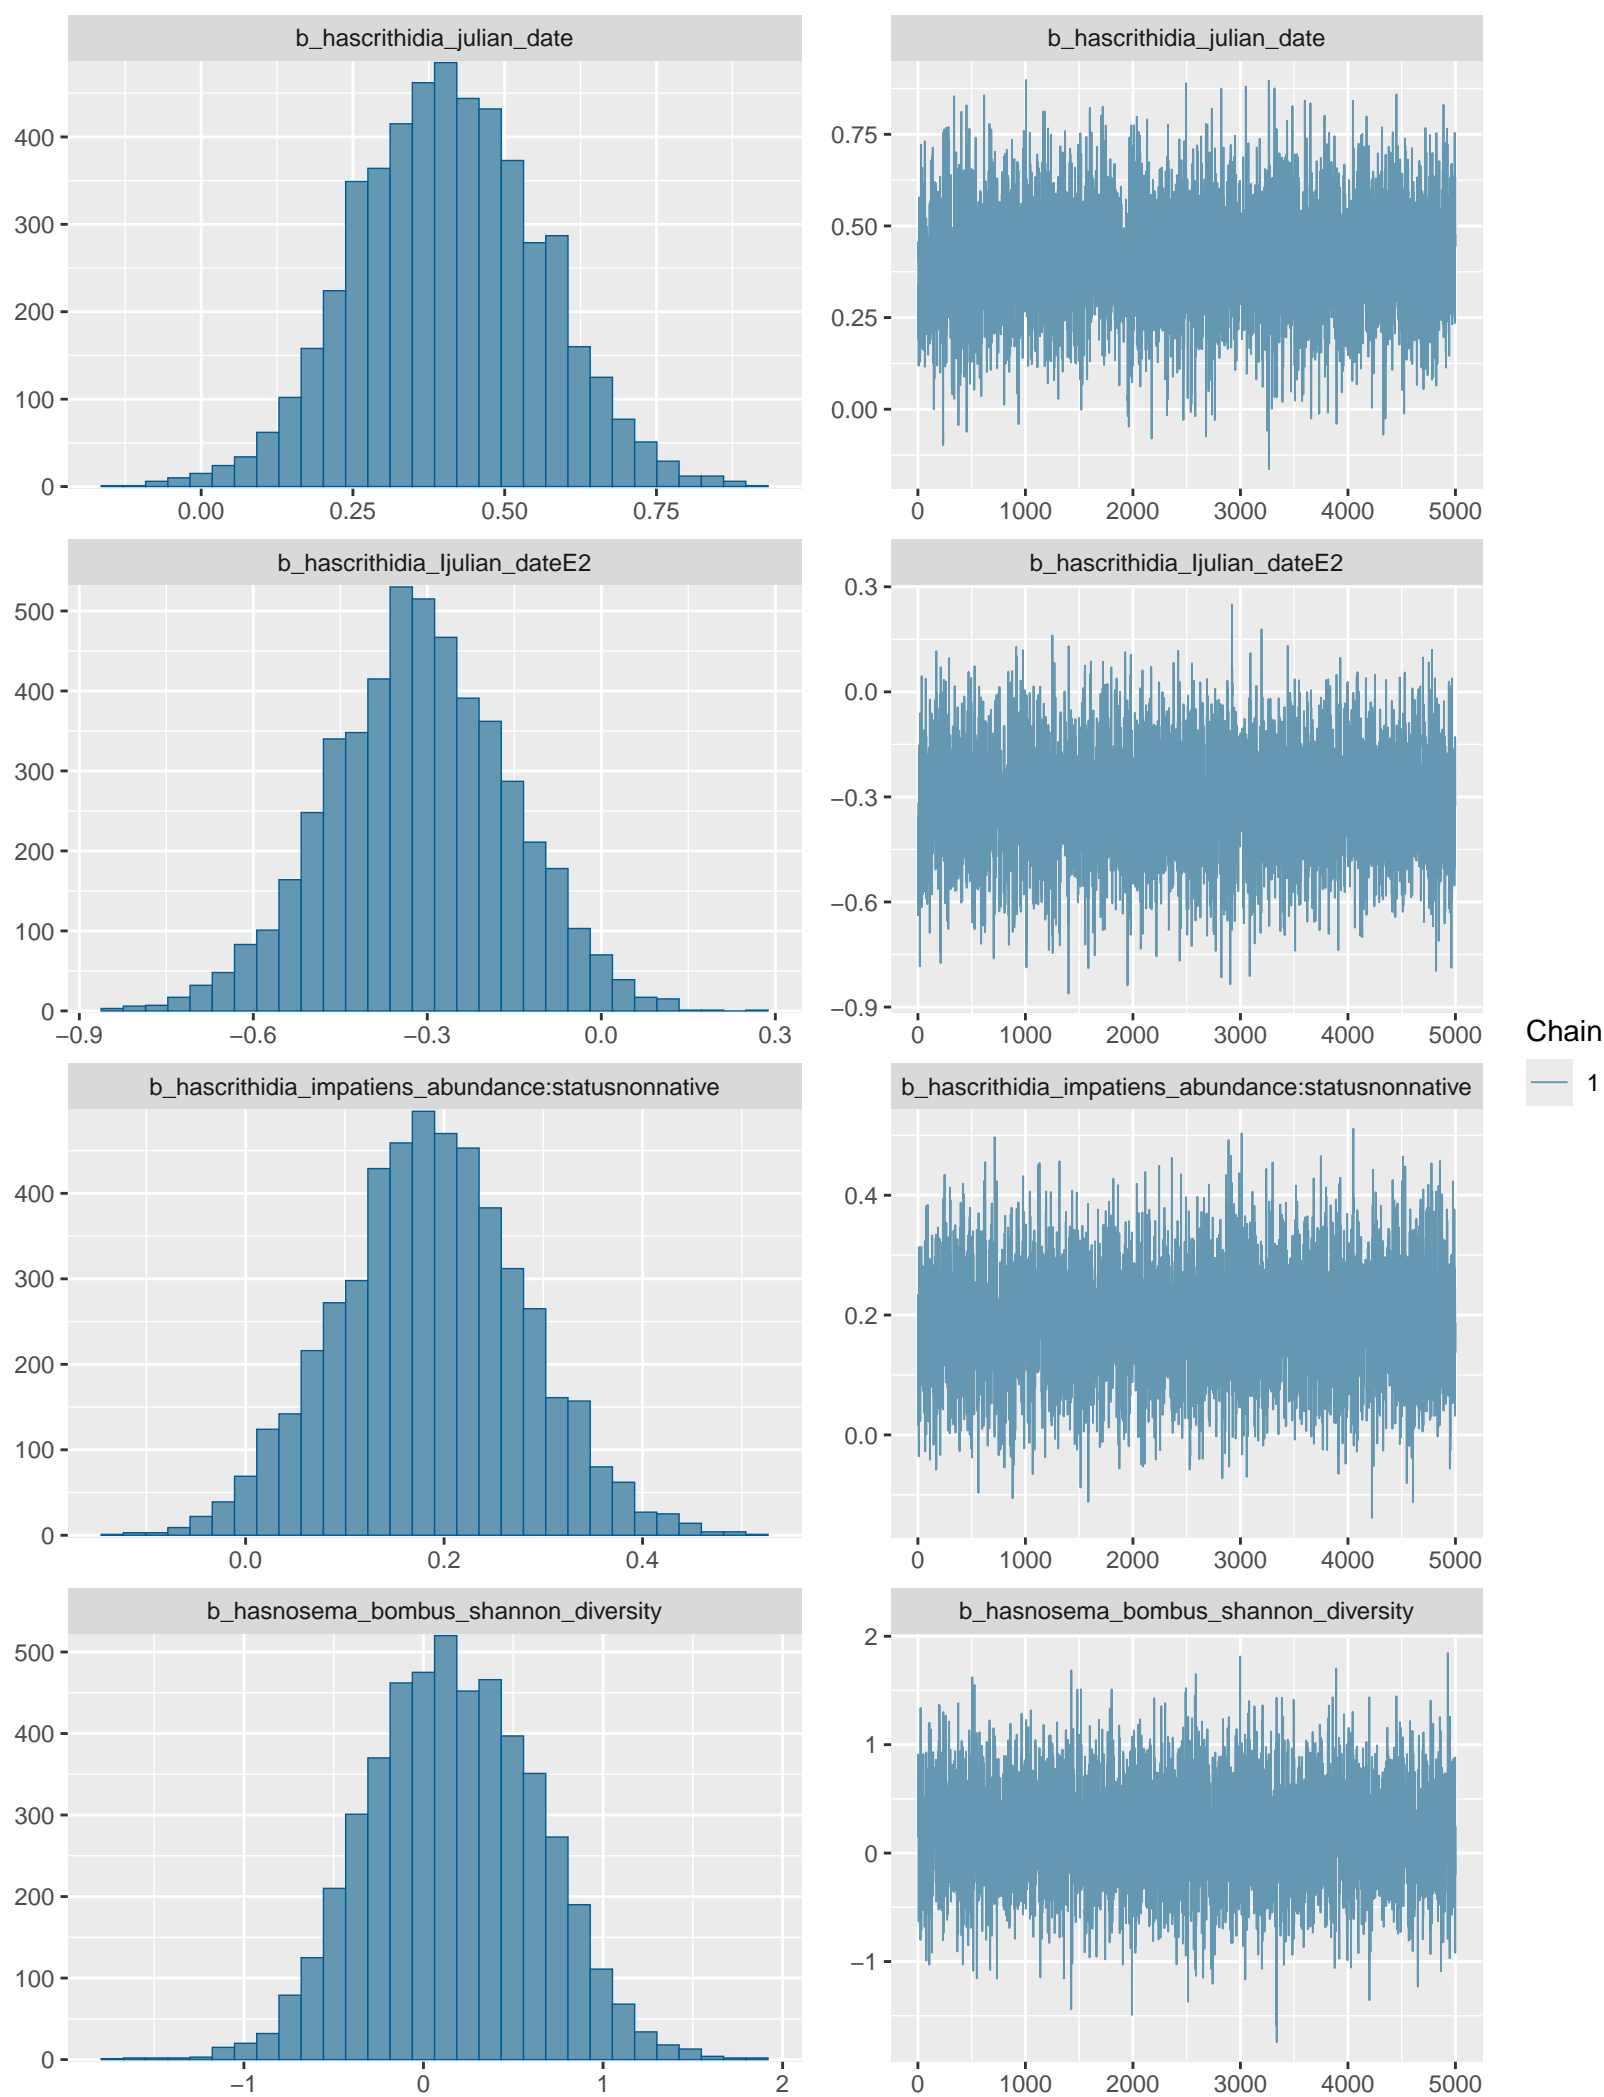 b_hascrithidia_julian_date
b_hascrithidia_julian_date
400
300
200
100
0
0.00 0.25 0.50 0.75
0.75
0.50
0.25
0.00
0 1000 2000 3000 4000 5000
b_hascrithidia_Ijulian_dateE2
b_hascrithidia_Ijulian_dateE2
500
400
300
200
100
0
−0.9 −0.6 −0.3 0.0 0.3
0.3
0.0
−0.3
−0.6
−0.9
0 1000 2000 3000 4000 5000
b_hascrithidia_impatiens_abundance:statusnonnative
b_hascrithidia_impatiens_abundance:statusnonnative
400
300
200
100
0
0.0 0.2 0.4
0.4
0.2
0.0
0 1000 2000 3000 4000 5000
b_hasnosema_bombus_shannon_diversity
b_hasnosema_bombus_shannon_diversity
500
400
300
200
100
0
−1 0 1 2
2
1
0
−1
0 1000 2000 3000 4000 5000
Chain
1